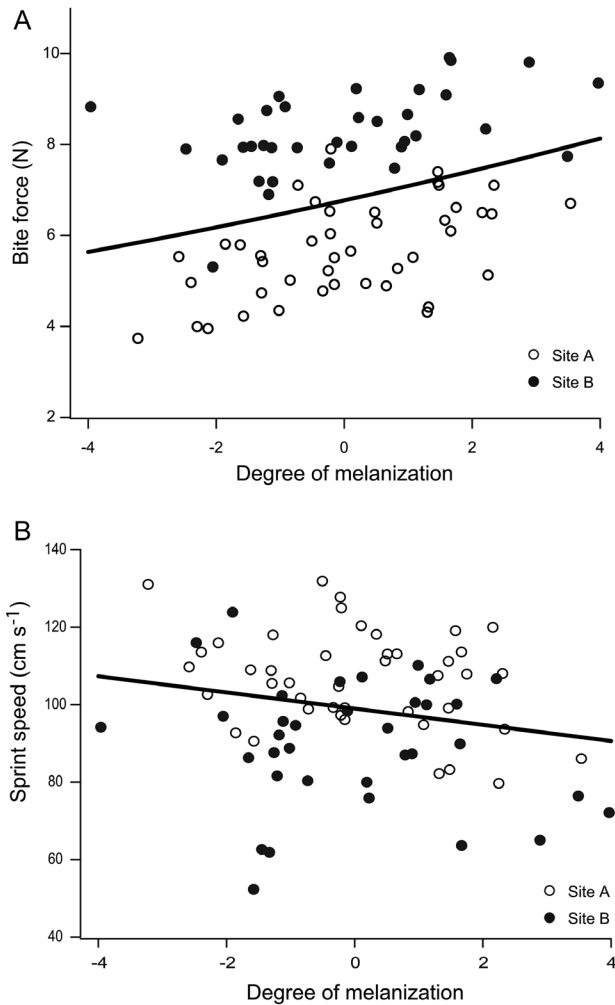 A
10
8
6
4
2
Bite force (N)
Site A
Site B
-4 -2 0 2 4
Degree of melanization
B
140
120
100
80
60
40
Sprint speed (cm s⁻¹)
Site A
Site B
-4 -2 0 2 4
Degree of melanization